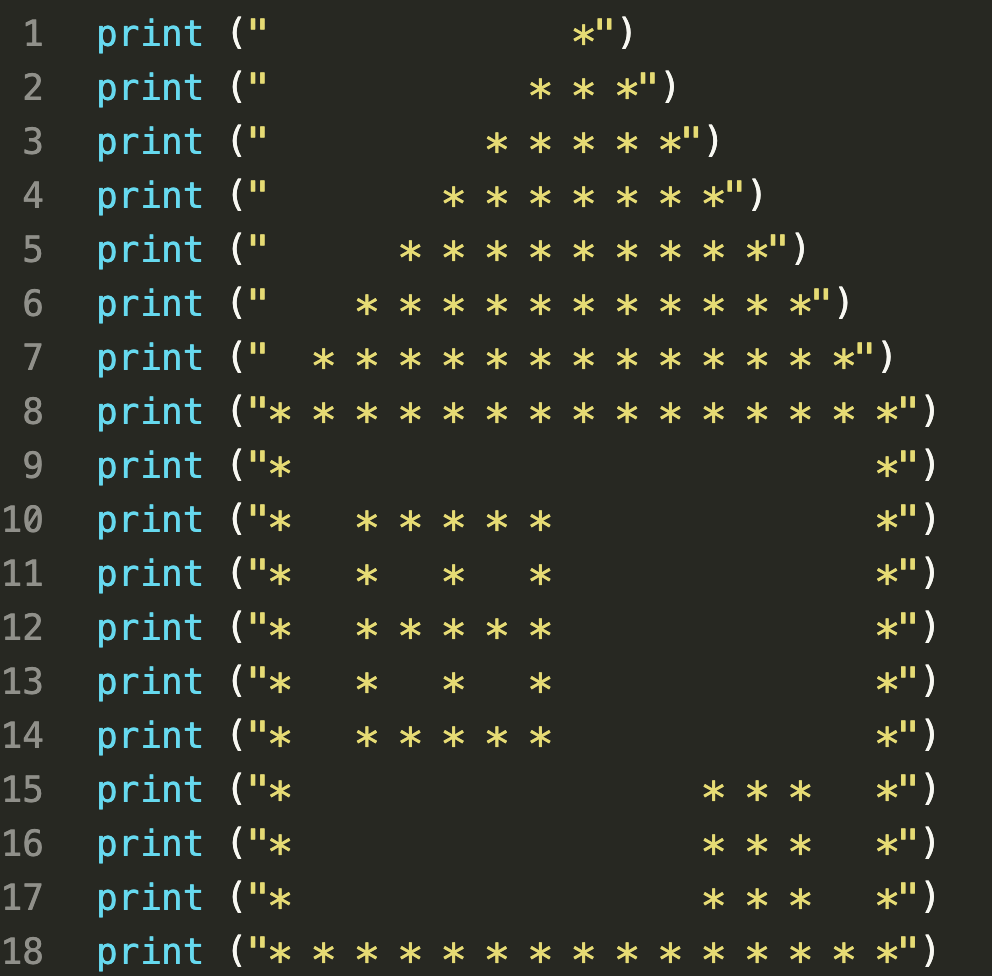 1  print ("              *")
2  print ("            * * *")
3  print ("          * * * * *")
4  print ("        * * * * * * *")
5  print ("      * * * * * * * * *")
6  print ("    * * * * * * * * * * *")
7  print ("  * * * * * * * * * * * * *")
8  print ("* * * * * * * * * * * * * * *")
9  print ("*                           *")
10  print ("*   * * * * *               *")
11  print ("*   *   *   *               *")
12  print ("*   * * * * *               *")
13  print ("*   *   *   *               *")
14  print ("*   * * * * *               *")
15  print ("*                   * * *   *")
16  print ("*                   * * *   *")
17  print ("*                   * * *   *")
18  print ("* * * * * * * * * * * * * * *")